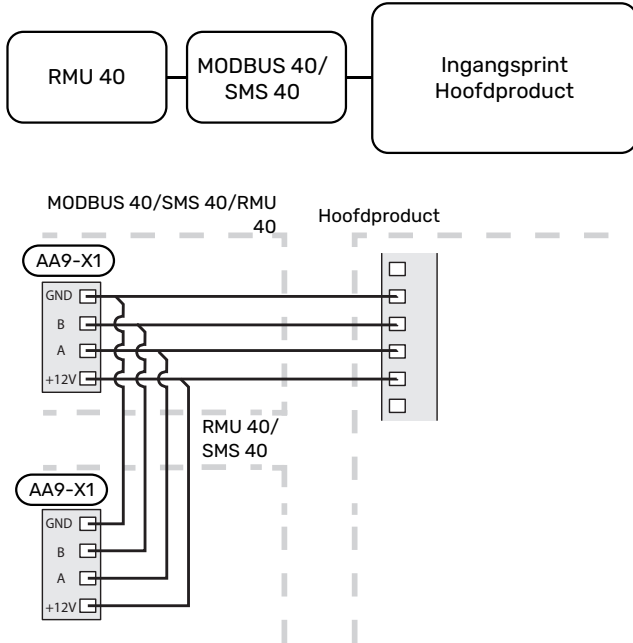 RMU 40
MODBUS 40/
SMS 40
Ingangsprint
Hoofdproduct
MODBUS 40/SMS 40/RMU
40
Hoofdproduct
AA9-X1
GND
B
A
+12V
RMU 40/
SMS 40
AA9-X1
GND
B
A
+12V